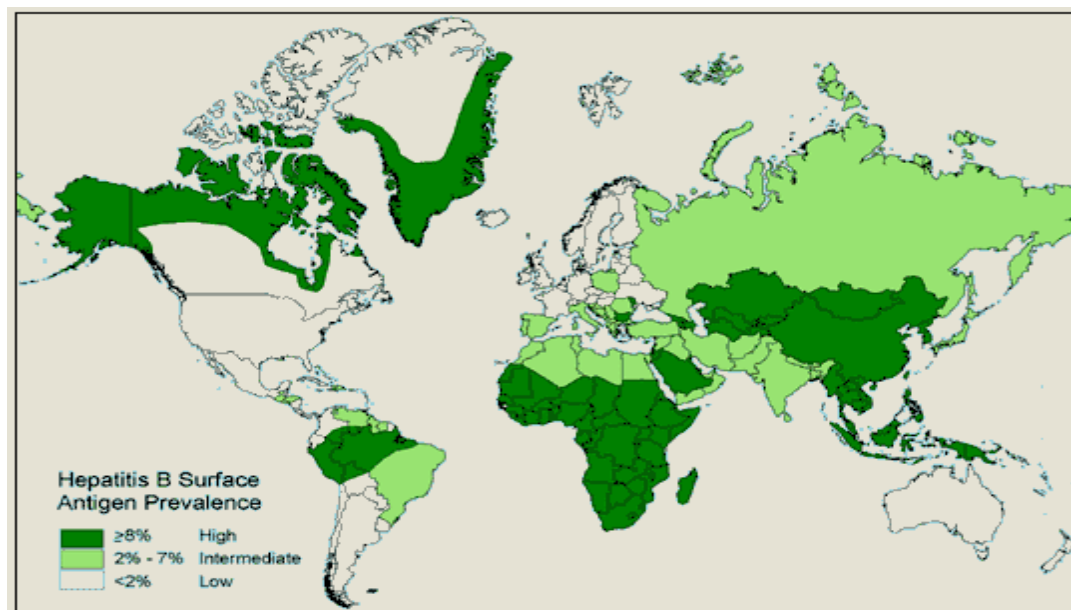 Hepatitis B Surface
Antigen Prevalence
≥8% High
2% - 7% Intermediate
<2% Low